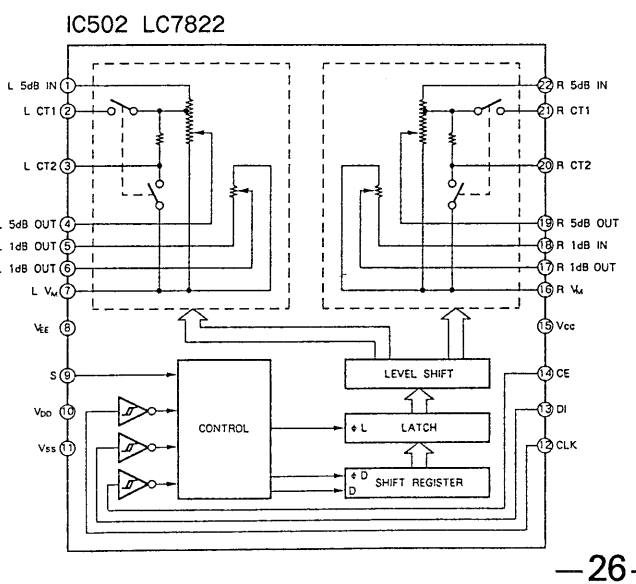 IC502 LC7822
L 5dB IN 1
L CT1 2
L CT2 3
L 5dB OUT 4
L 1dB OUT 5
L 1dB OUT 6
L VM 7
VEE 8
S 9
VDD 10
VSS 11
22 R 5dB IN
21 R CT1
20 R CT2
19 R 5dB OUT
18 R 1dB IN
17 R 1dB OUT
16 R VM
15 Vcc
14 CE
13 DI
12 CLK
LEVEL SHIFT
CONTROL
φ L LATCH
φ D
D SHIFT REGISTER
—26-